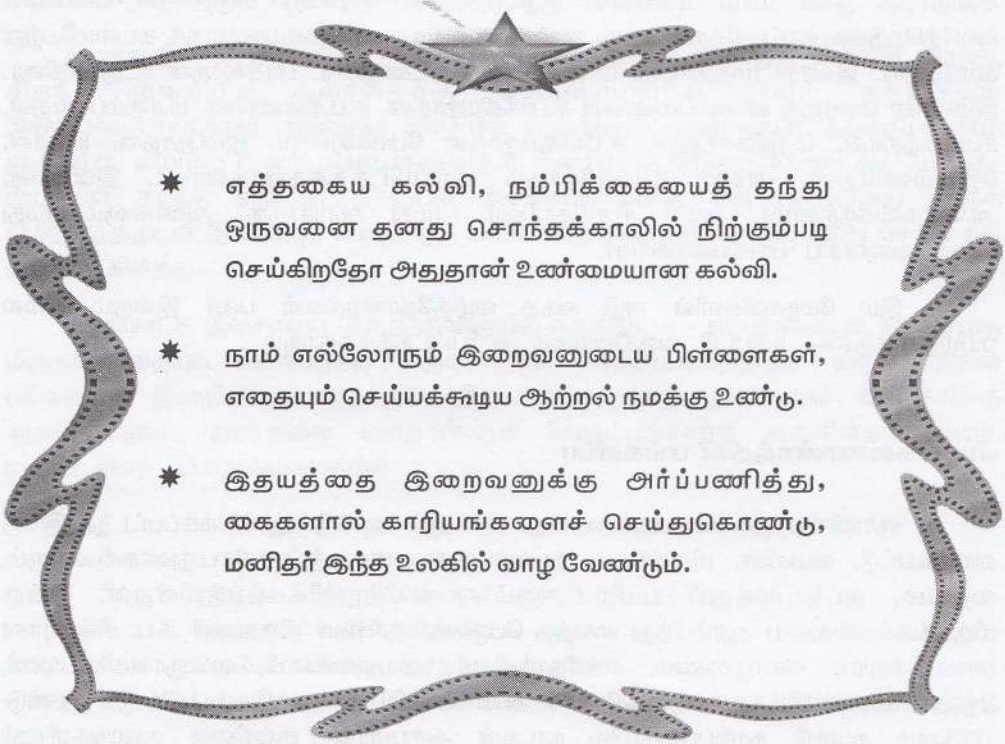 எத்தகைய கல்வி, நம்பிக்கையைத் தந்து
ஒருவனை தனது சொந்தக்காலில் நிற்கும்படி
செய்கிறதோ அதுதான் உண்மையான கல்வி.
நாம் எல்லோரும் இறைவனுடைய பிள்ளைகள்,
எதையும் செய்யக்கூடிய ஆற்றல் நமக்கு உண்டு.
இதயத்தை இறைவனுக்கு அர்ப்பணித்து,
கைகளால் காரியங்களைச் செய்துகொண்டு,
மனிதர் இந்த உலகில் வாழ வேண்டும்.